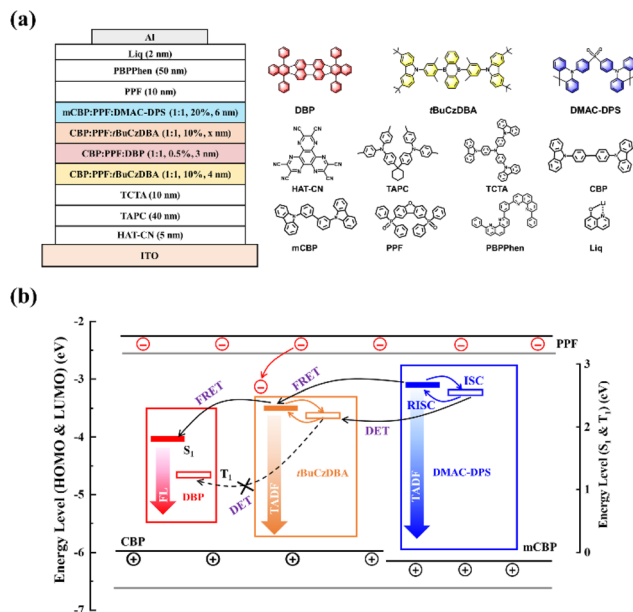 (a)
Al
Liq (2 nm)
PBPPhen (50 nm)
PPF (10 nm)
mCBP:PPF:DMAC-DPS (1:1, 20%, 6 nm)
CBP:PPF:tBuCzDBA (1:1, 10%, x nm)
CBP:PPF:DBP (1:1, 0.5%, 3 nm)
CBP:PPF:tBuCzDBA (1:1, 10%, 4 nm)
TCTA (10 nm)
TAPC (40 nm)
HAT-CN (5 nm)
ITO
DBP
tBuCzDBA
DMAC-DPS
HAT-CN
TAPC
TCTA
CBP
mCBP
PPF
PBPPhen
Liq
(b)
Energy Level (HOMO & LUMO) (eV)
-2
-3
-4
-5
-6
-7
PPF
FRET
FRET
ISC
RISC
DET
S1
T1
DET
FL
DBP
TADF
tBuCzDBA
TADF
DMAC-DPS
CBP
mCBP
3
2
1
0
Energy Level (S1 & T1) (eV)